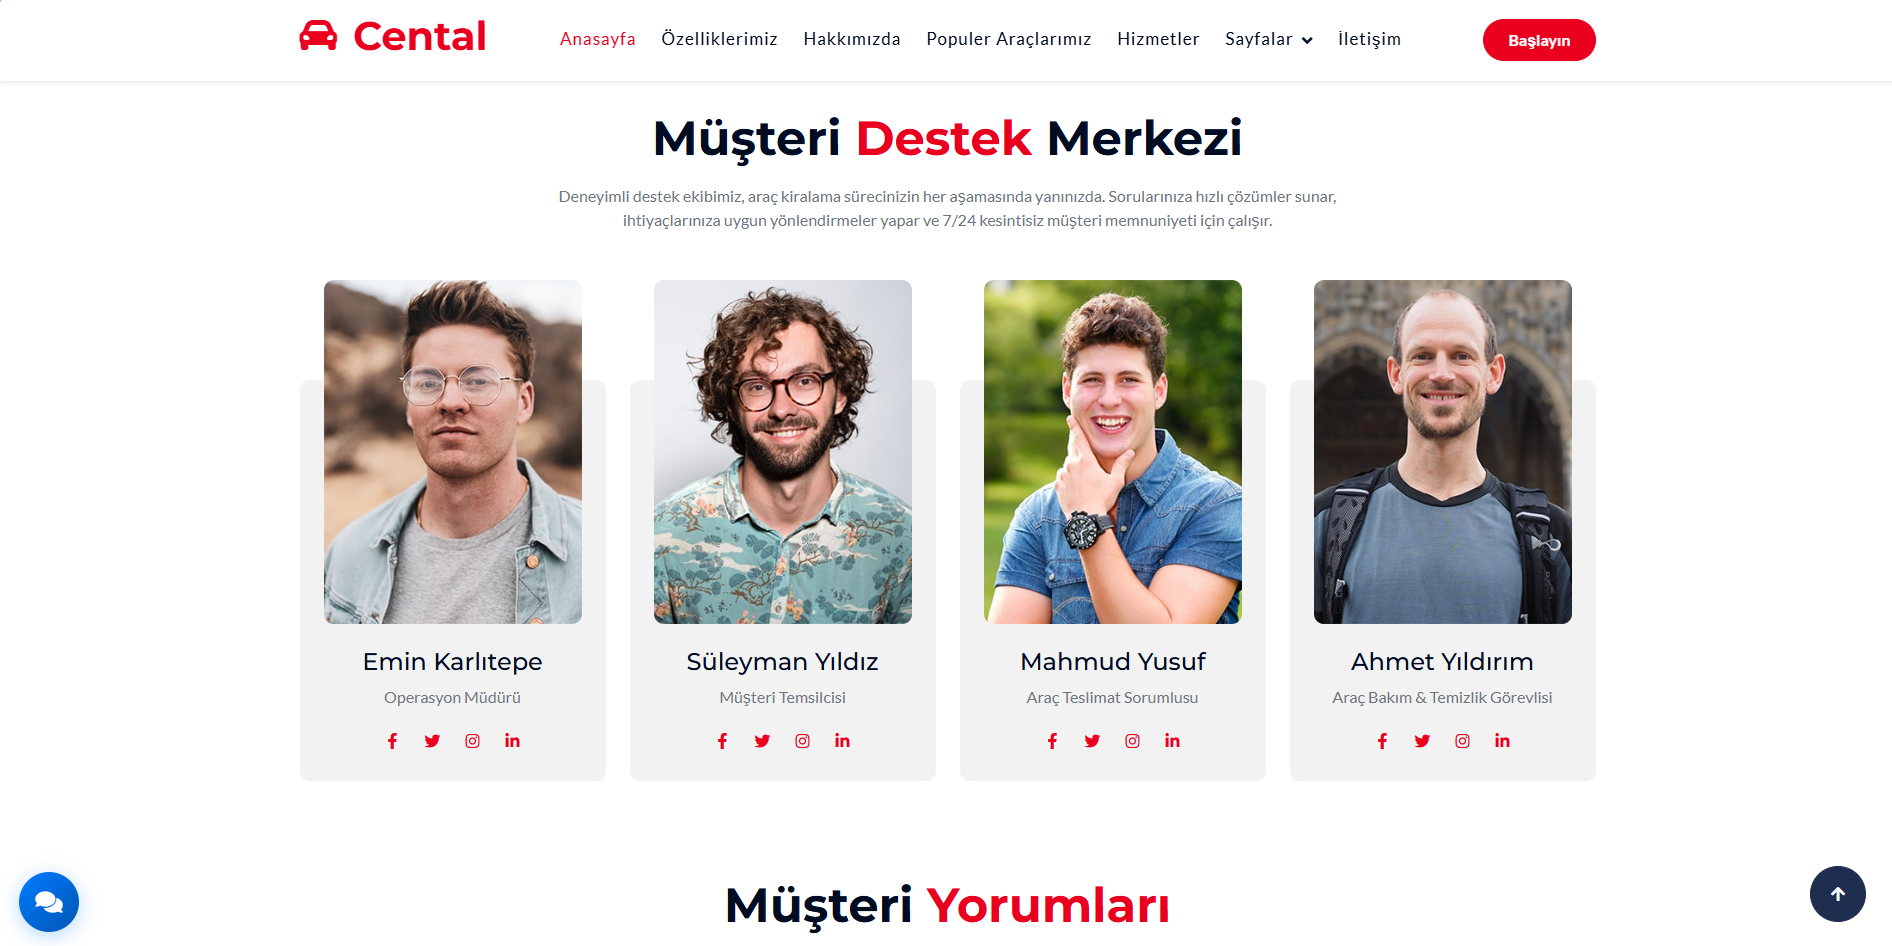 Cental
Anasayfa Özelliklerimiz Hakkımızda Populer Araçlarımız Hizmetler Sayfalar İletişim
Başlayın
Müşteri Destek Merkezi
Deneyimli destek ekibimiz, araç kiralama sürecinizin her aşamasında yanınızda. Sorularınıza hızlı çözümler sunar,
ihtiyaçlarınıza uygun yönlendirmeler yapar ve 7/24 kesintisiz müşteri memnuniyeti için çalışır.
Emin Karlıtepe
Operasyon Müdürü
Süleyman Yıldız
Müşteri Temsilcisi
Mahmud Yusuf
Araç Teslimat Sorumlusu
Ahmet Yıldırım
Araç Bakım & Temizlik Görevlisi
Müşteri Yorumları